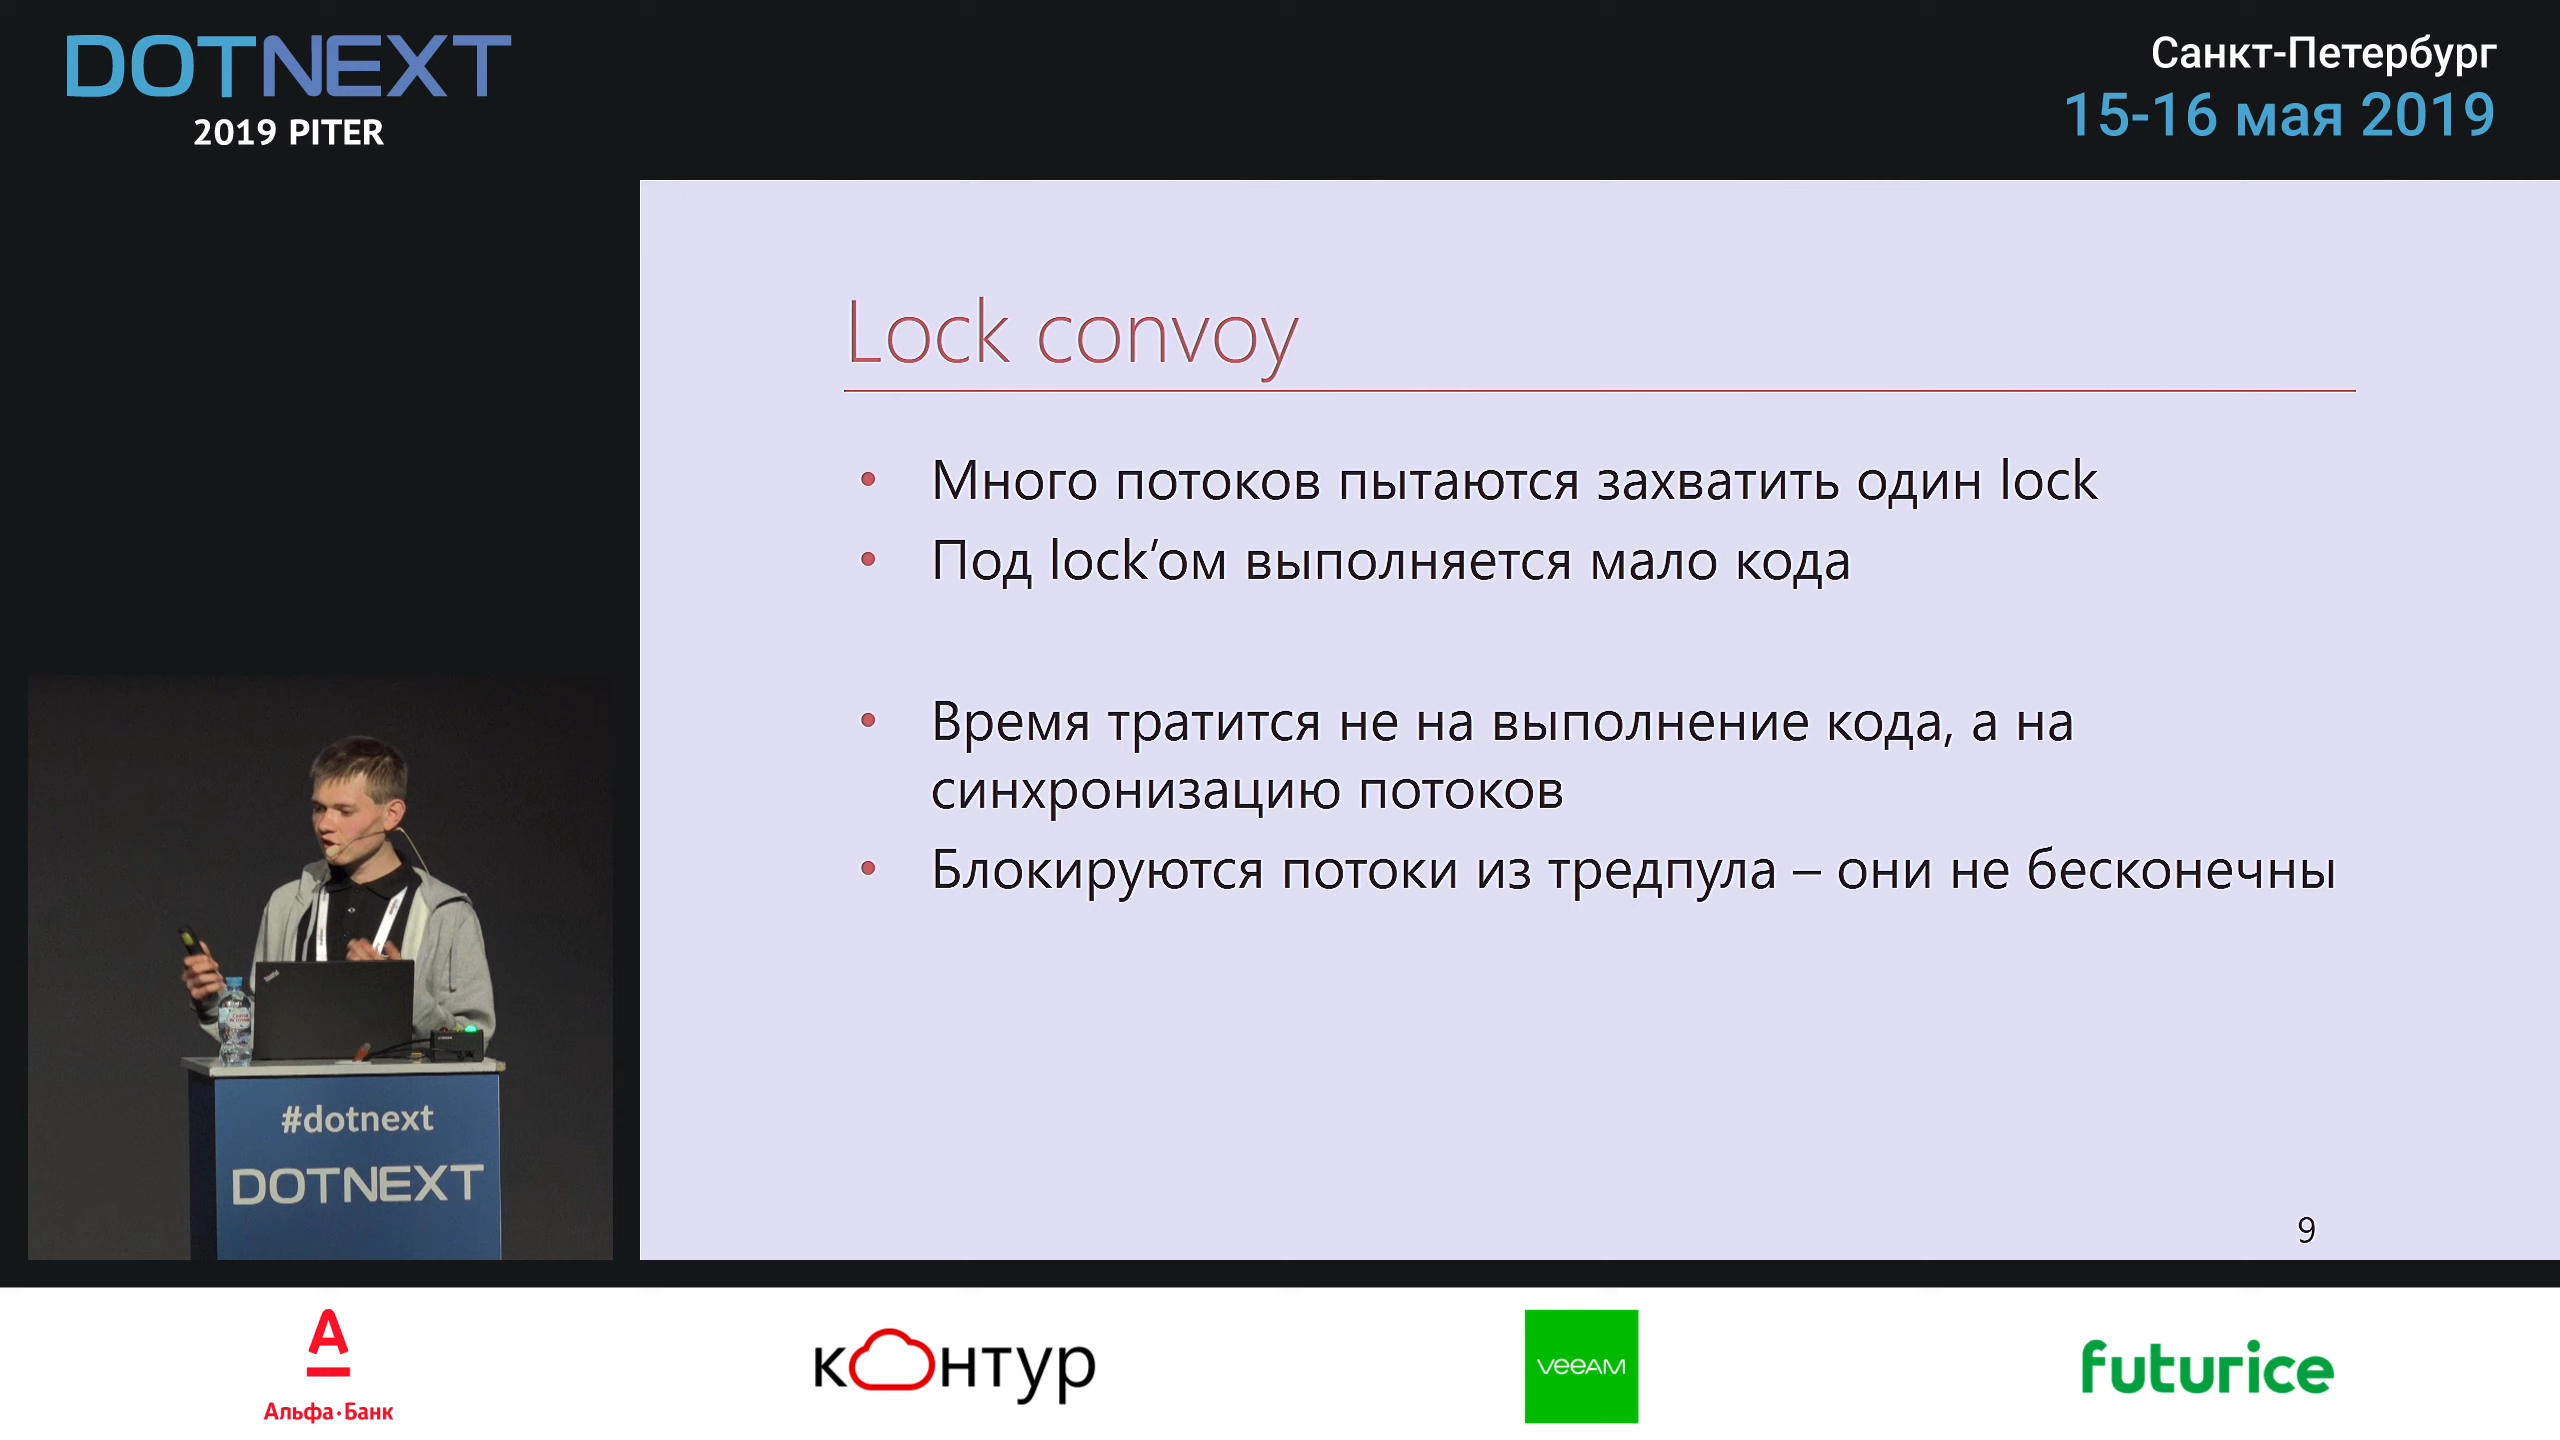 DOTNEXT
2019 PITER
Санкт-Петербург
15-16 мая 2019
Lock convoy
• Много потоков пытаются захватить один lock
• Под lock’ом выполняется мало кода
• Время тратится не на выполнение кода, а на
синхронизацию потоков
• Блокируются потоки из тредпула – они не бесконечны
9
#dotnext
DOTNEXT
Альфа·Банк
контур
veeAM
futurice